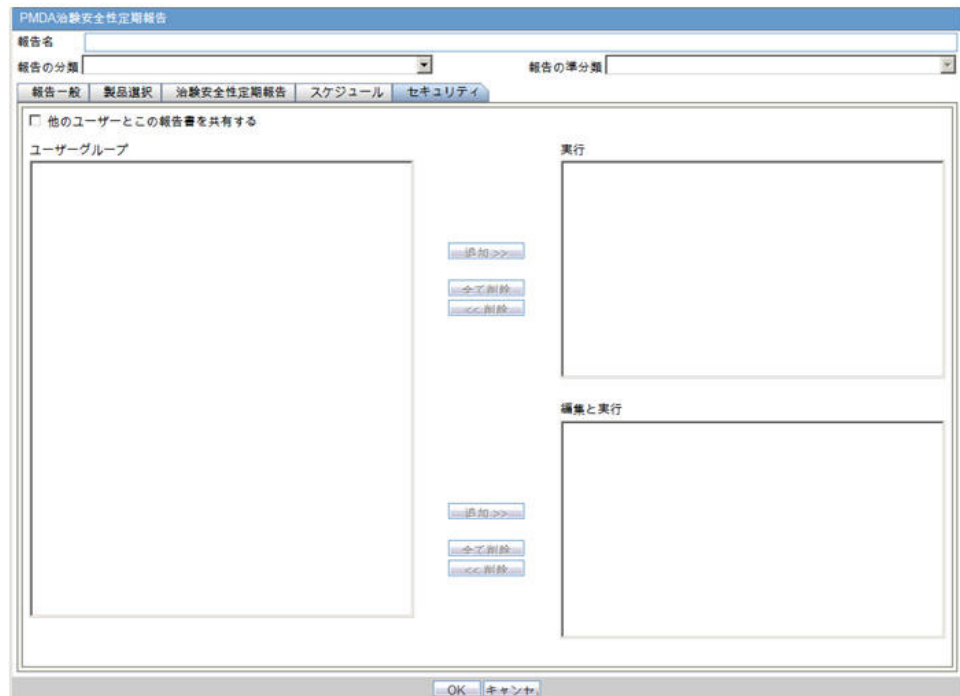 PMDA治験安全性定期報告
報告名
報告の分類 報告の準分類
報告一般 製品選択 治験安全性定期報告 スケジュール セキュリティ
他のユーザーとこの報告書を共有する
ユーザーグループ 実行
追加 >>
全て削除
<< 削除
編集と実行
追加 >>
全て削除
<< 削除
OK キャンセ